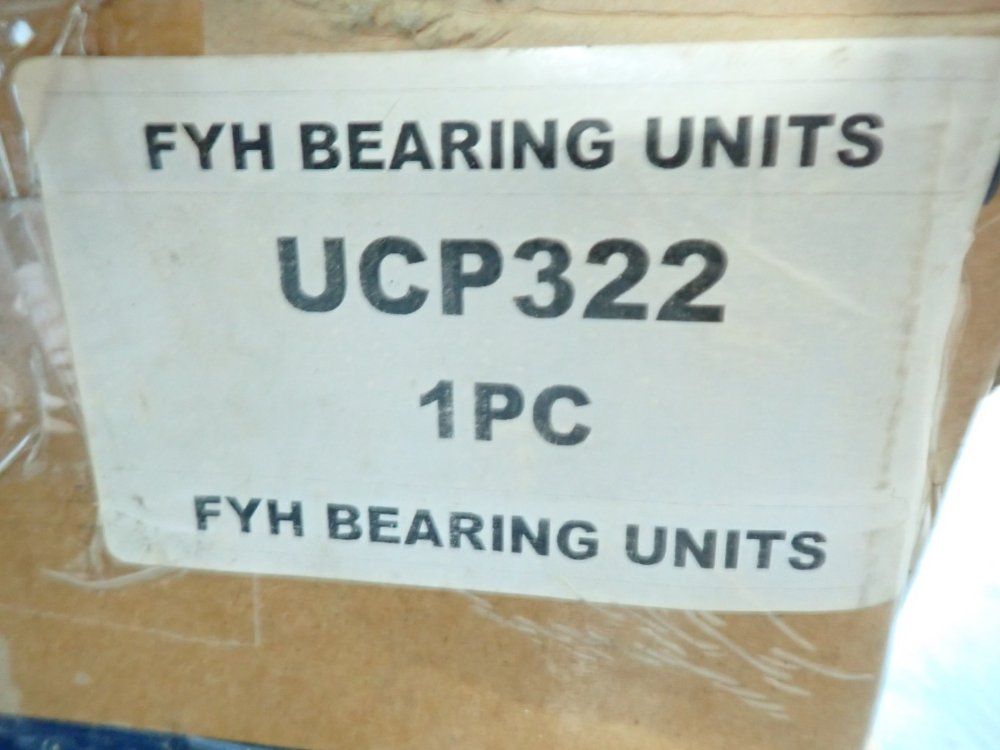 FYH BEARING UNITS
UCP322
1PC
FYH BEARING UNITS